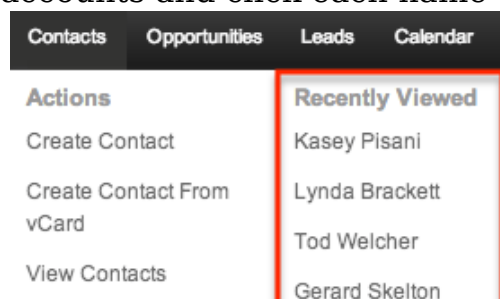 accounts and click each name
Contacts Opportunities Leads Calendar
Actions
Create Contact
Create Contact From
vCard
View Contacts
Recently Viewed
Kasey Pisani
Lynda Brackett
Tod Welcher
Gerard Skelton